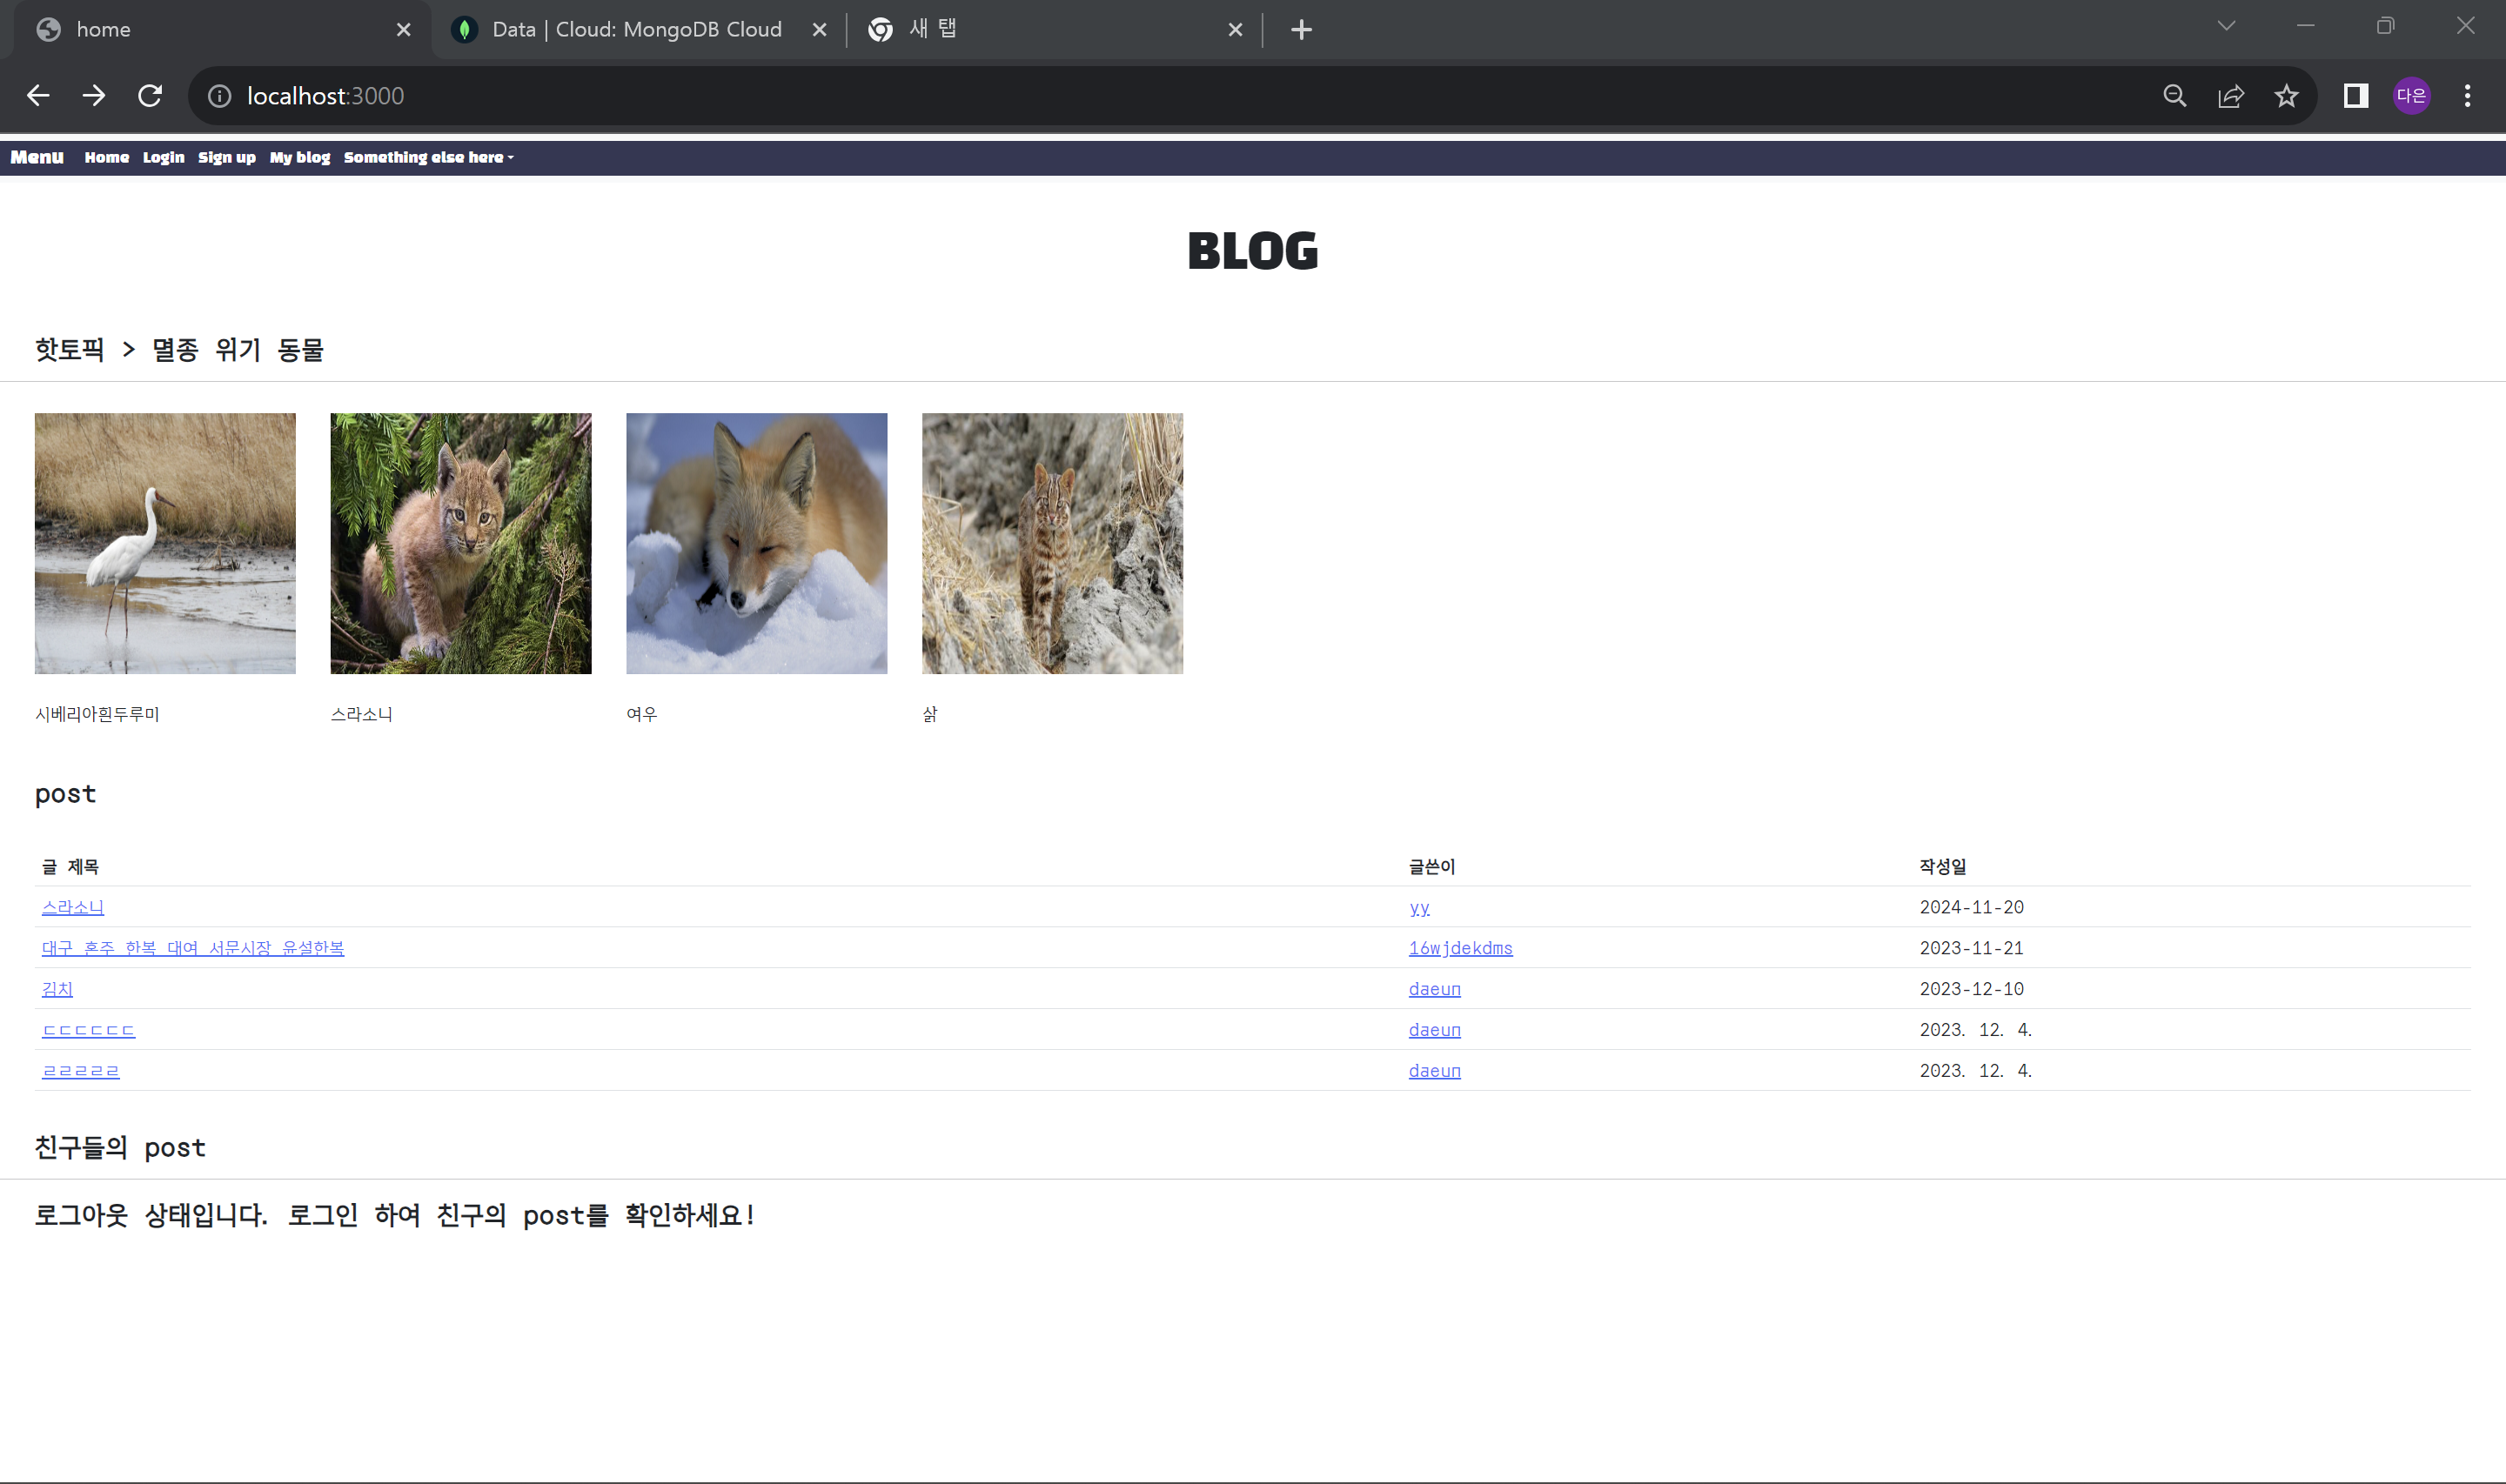 home
Data | Cloud: MongoDB Cloud
새 탭
localhost:3000
다은
Menu Home Login Sign up My blog Something else here
BLOG
핫토픽 > 멸종 위기 동물
시베리아흰두루미 스라소니 여우 삵
post
글 제목 글쓴이 작성일
스라소니 yy 2024-11-20
대구 혼주 한복 대여 서문시장 윤설한복 16wjdekdms 2023-11-21
김치 daeun 2023-12-10
ㄷㄷㄷㄷㄷㄷ daeun 2023. 12. 4.
ㄹㄹㄹㄹㄹ daeun 2023. 12. 4.
친구들의 post
로그아웃 상태입니다. 로그인 하여 친구의 post를 확인하세요!